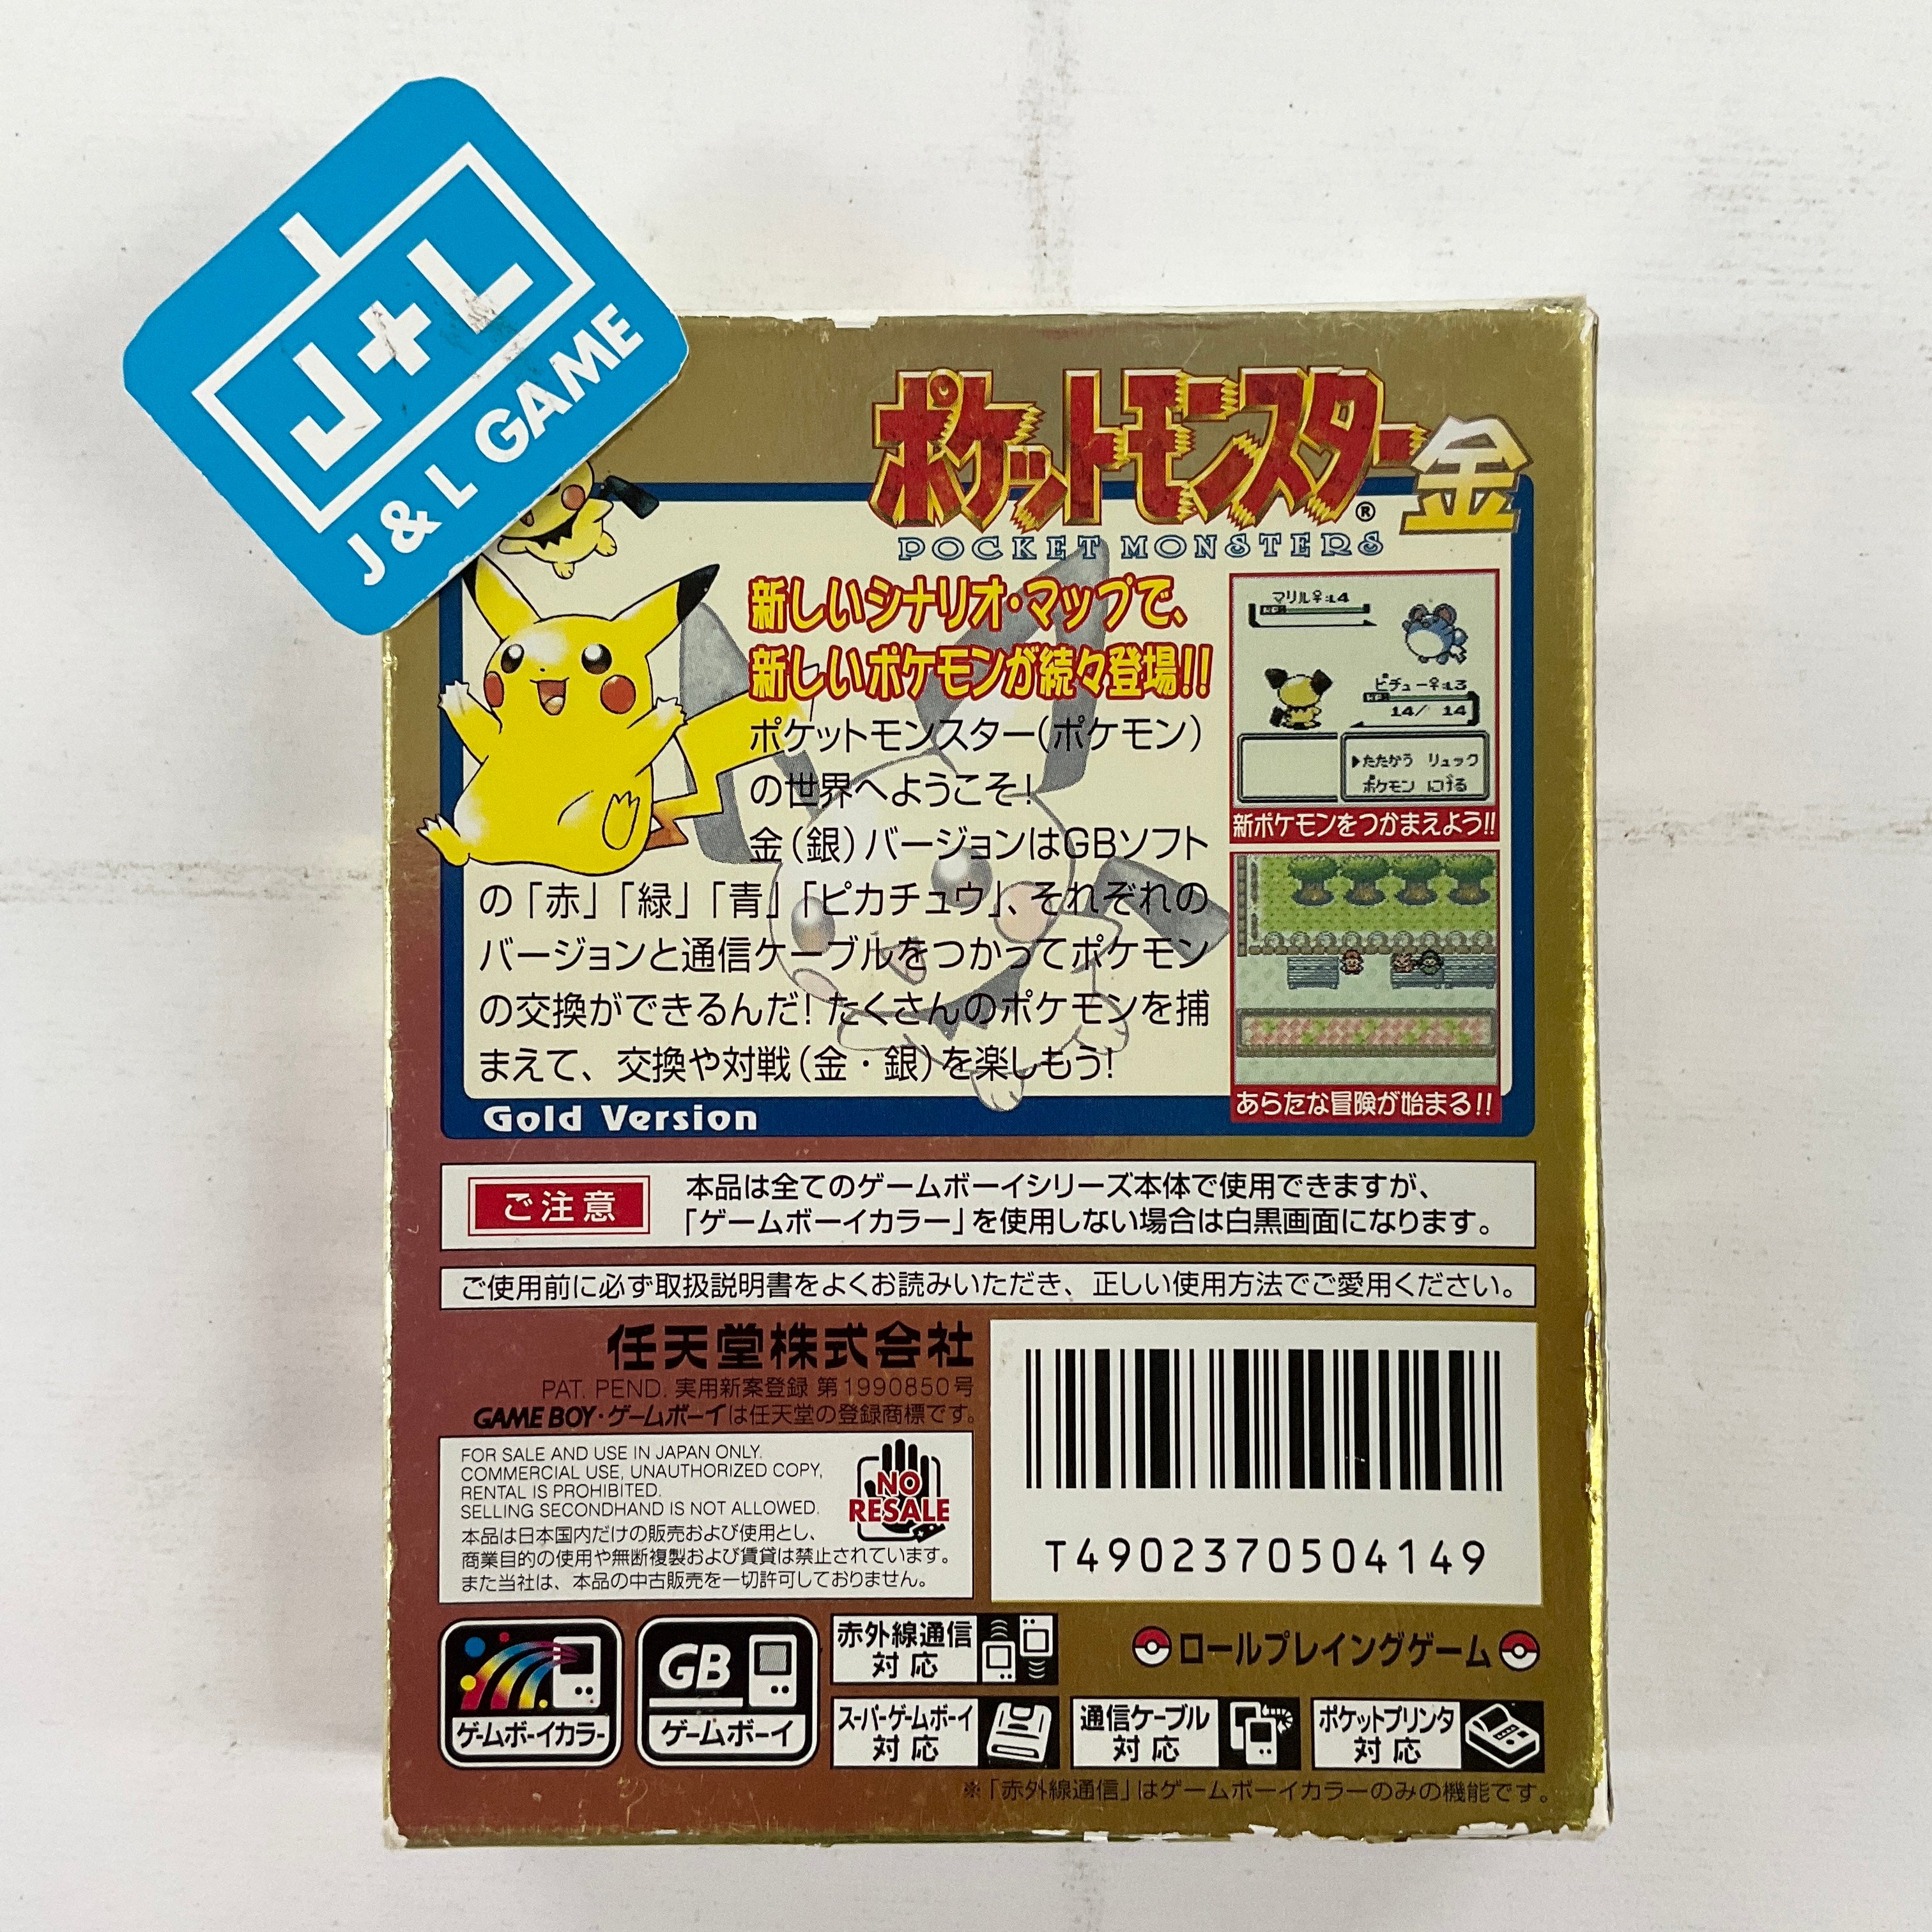 J+L
J & L GAME
ポケットモンスター金
®
POCKET MONSTERS
新しいシナリオ・マップで、
新しいポケモンが続々登場!!
ポケットモンスター(ポケモン)
の世界へようこそ!
金(銀)バージョンはGBソフト
の「赤」「緑」「青」「ピカチュウ」、それぞれの
バージョンと通信ケーブルをつかってポケモン
の交換ができるんだ! たくさんのポケモンを捕
まえて、交換や対戦(金・銀)を楽しもう!
Gold Version
マリル♀:L4
HP:
ピチュー♀:L3
HP:
14/ 14
▶たたかう リュック
ポケモン にげる
新ポケモンをつかまえよう!!
あらたな冒険が始まる!!
ご注意
本品は全てのゲームボーイシリーズ本体で使用できますが、
「ゲームボーイカラー」を使用しない場合は白黒画面になります。
ご使用前に必ず取扱説明書をよくお読みいただき、正しい使用方法でご愛用ください。
任天堂株式会社
PAT. PEND. 実用新案登録 第1990850号
GAME BOY・ゲームボーイは任天堂の登録商標です。
FOR SALE AND USE IN JAPAN ONLY.
COMMERCIAL USE, UNAUTHORIZED COPY,
RENTAL IS PROHIBITED.
SELLING SECONDHAND IS NOT ALLOWED.
本品は日本国内だけの販売および使用とし、
商業目的の使用や無断複製および賃貸は禁止されています。
また当社は、本品の中古販売を一切許可しておりません。
NO
RESALE
T4902370504149
ゲームボーイカラー
GB
ゲームボーイ
赤外線通信
対応
ロールプレイングゲーム
スーパーゲームボーイ
対応
通信ケーブル
対応
ポケットプリンタ
対応
※「赤外線通信」はゲームボーイカラーのみの機能です。